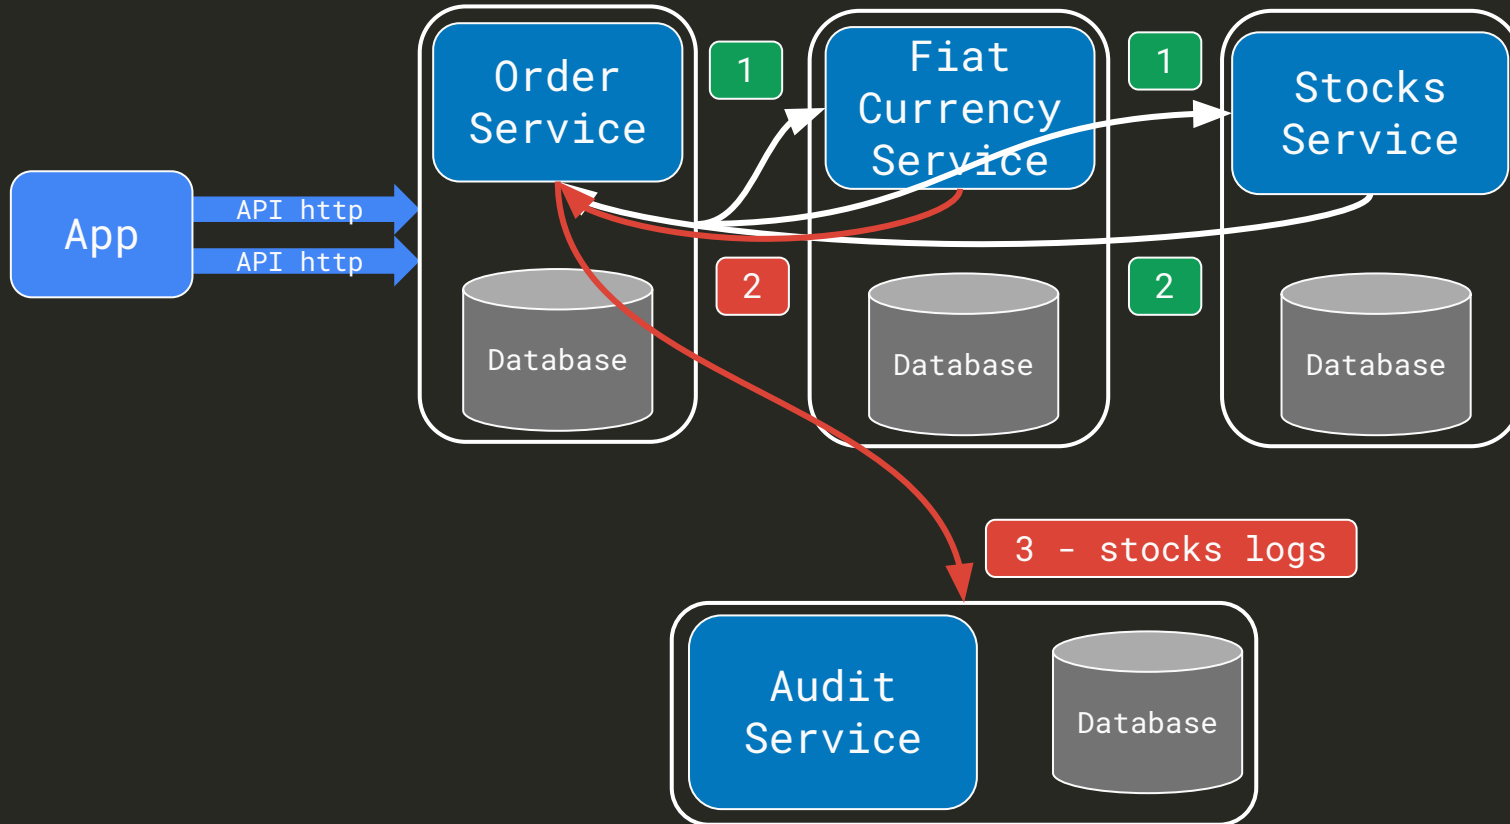 Order
Service
1
Fiat
Currency
Service
1
Stocks
Service
App
API http
API http
2
2
Database
Database
Database
3 - stocks logs
Audit
Service
Database